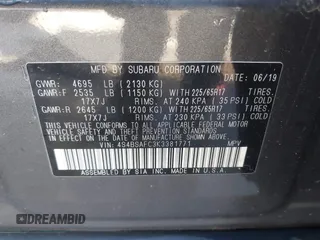 MFD. BY SUBARU CORPORATION DATE: 06/19
GVWR: 4695 LB (2130 KG)
GAWR:F 2535 LB (1150 KG) WITH 225/65R17 TIRES.
17X7J RIMS. AT 240 KPA (35 PSI) COLD
GAWR:R 2645 LB (1200 KG) WITH 225/65R17 TIRES.
17X7J RIMS. AT 230 KPA (33 PSI) COLD
THIS VEHICLE CONFORMS TO ALL APPLICABLE FEDERAL
MOTOR VEHICLE SAFETY, BUMPER, AND THEFT PREVENTION
STANDARDS IN EFFECT ON THE DATE OF MANUFACTURE SHOWN
ABOVE.
VIN: 4S4BSAFC3K3381771 MPV
ASSEMBLED BY SIA INC. MADE IN U.S.A.